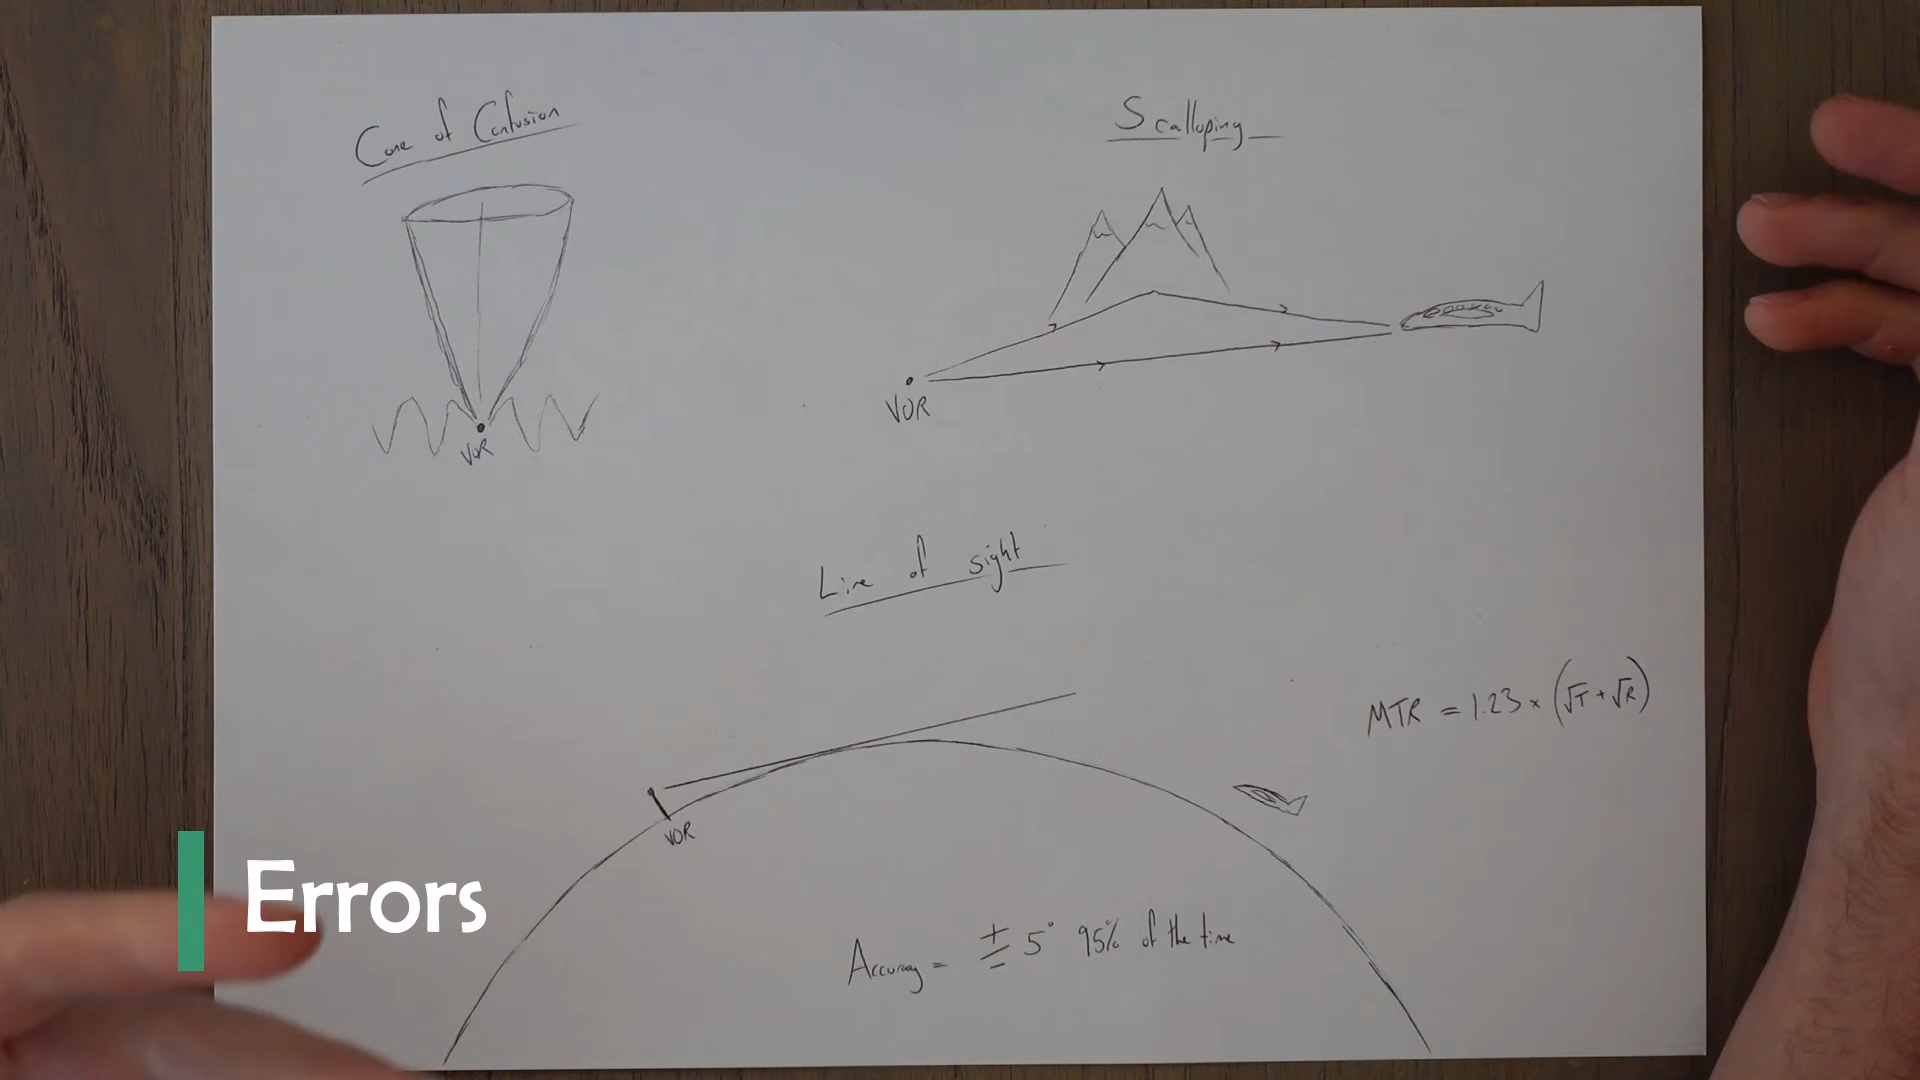 Cone of Confusion
VOR
Scalloping
VOR
Line of sight
MTR = 1.23 × (√T + √R)
VOR
Accuracy = ± 5° 95% of the time
Errors